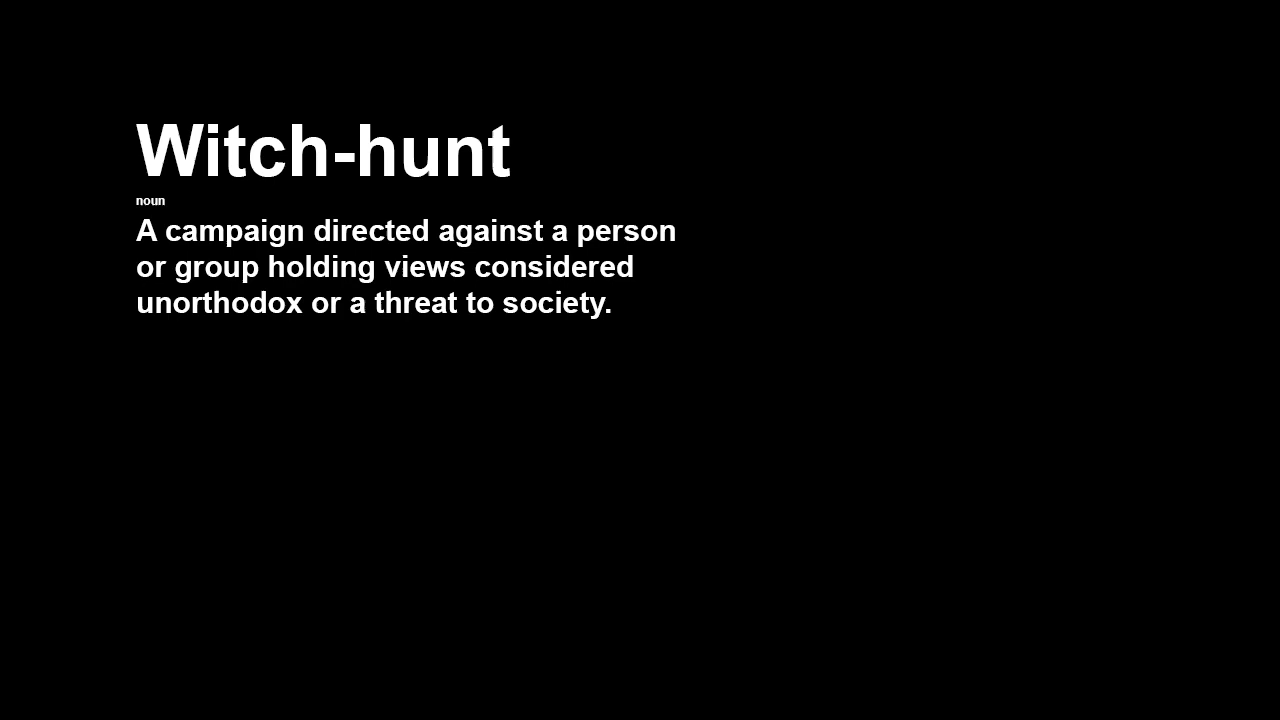 Witch-hunt
noun
A campaign directed against a person
or group holding views considered
unorthodox or a threat to society.